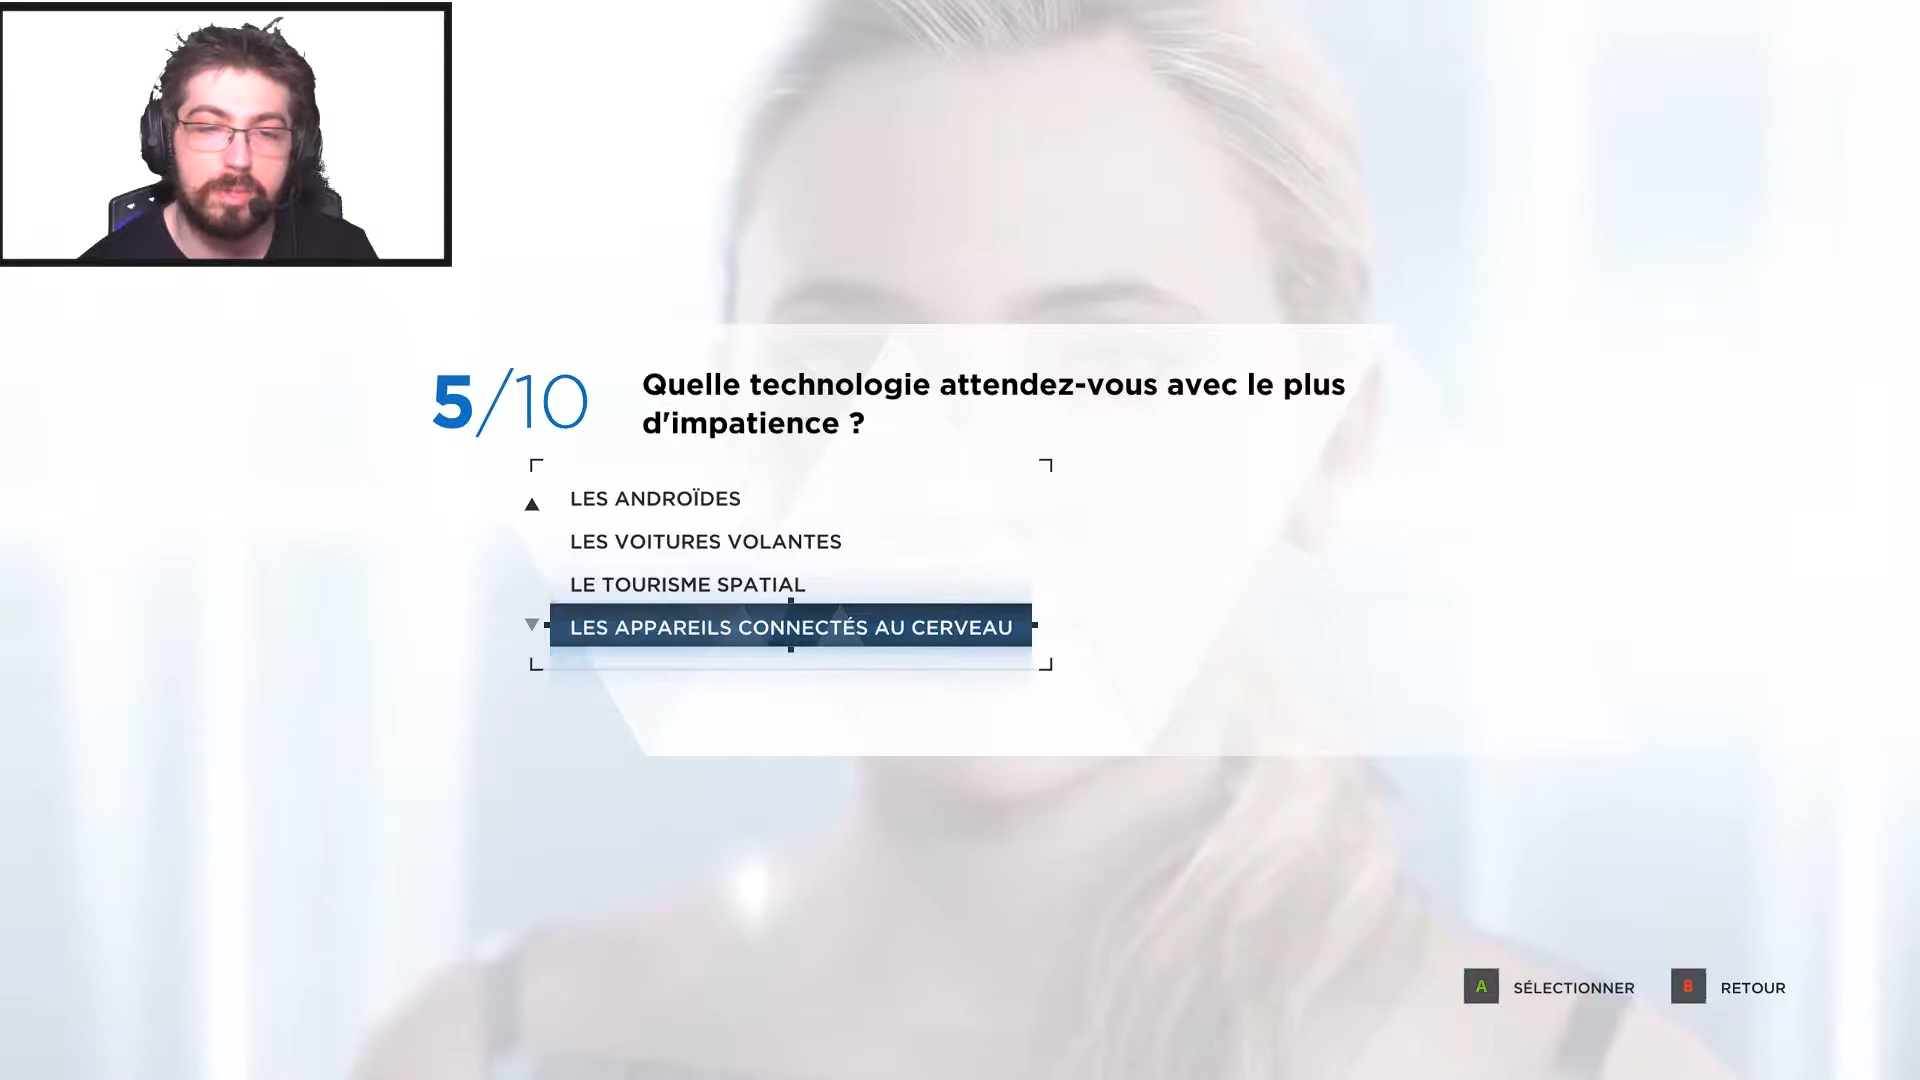 5/10
Quelle technologie attendez-vous avec le plus
d'impatience ?
LES ANDROÏDES
LES VOITURES VOLANTES
LE TOURISME SPATIAL
LES APPAREILS CONNECTÉS AU CERVEAU
A SÉLECTIONNER B RETOUR